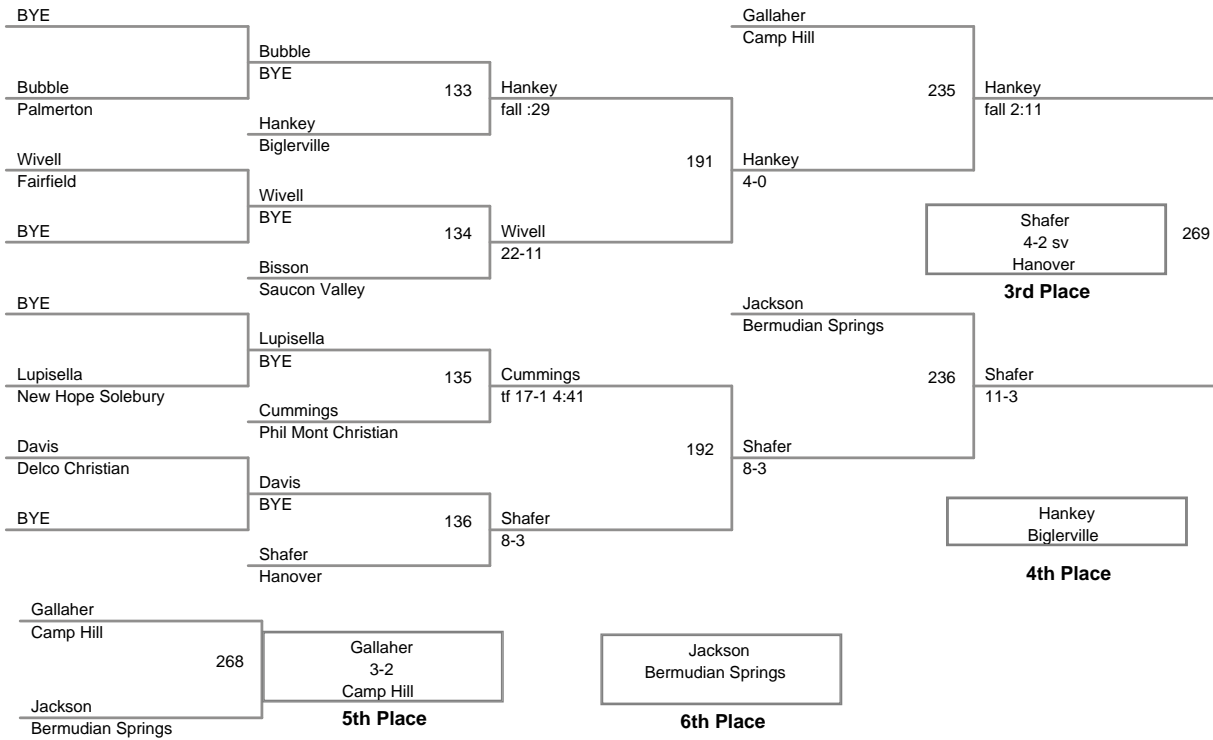 BYE
Bubble
BYE
Bubble
Palmerton
133
Hankey
fall :29
Hankey
Biglerville
Wivell
Fairfield
Wivell
BYE
BYE
134
Wivell
22-11
Bisson
Saucon Valley
191
Hankey
4-0
Gallaher
Camp Hill
235
Hankey
fall 2:11
Shafer
4-2 sv
Hanover
269
3rd Place
BYE
Lupisella
BYE
Lupisella
New Hope Solebury
135
Cummings
tf 17-1 4:41
Cummings
Phil Mont Christian
Davis
Delco Christian
Davis
BYE
BYE
136
Shafer
8-3
Shafer
Hanover
192
Shafer
8-3
Jackson
Bermudian Springs
236
Shafer
11-3
Hankey
Biglerville
4th Place
Gallaher
Camp Hill
268
Jackson
Bermudian Springs
Gallaher
3-2
Camp Hill
5th Place
Jackson
Bermudian Springs
6th Place